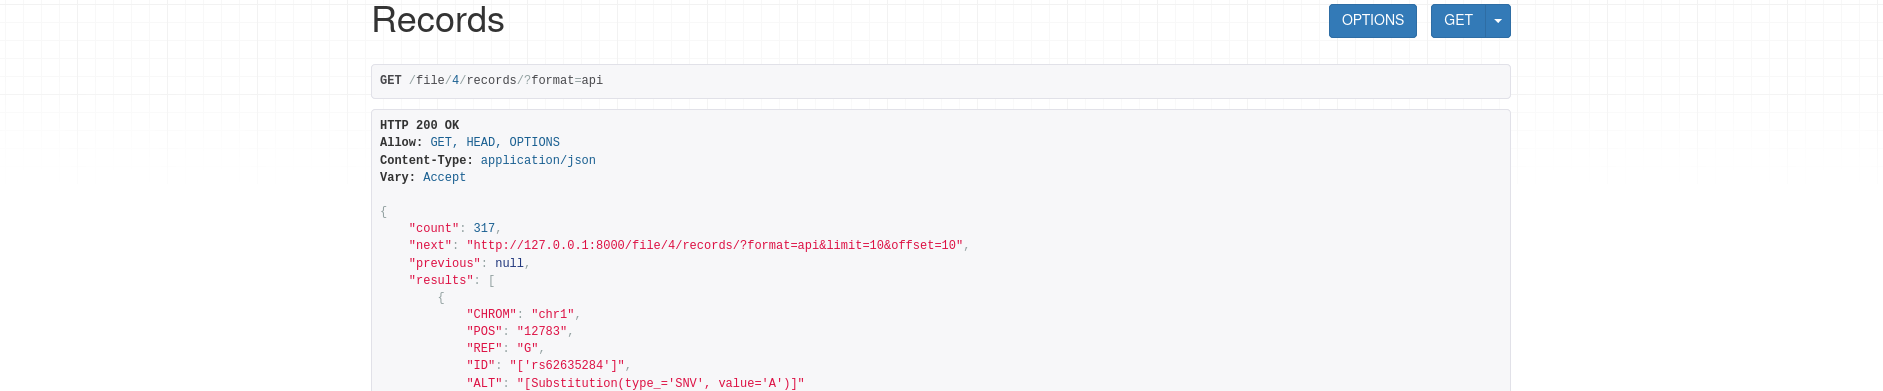 Records
OPTIONS GET
GET /file/4/records/?format=api
HTTP 200 OK
Allow: GET, HEAD, OPTIONS
Content-Type: application/json
Vary: Accept
{
"count": 317,
"next": "http://127.0.0.1:8000/file/4/records/?format=api&limit=10&offset=10",
"previous": null,
"results": [
{
"CHROM": "chr1",
"POS": "12783",
"REF": "G",
"ID": "['rs62635284']",
"ALT": "[Substitution(type_='SNV', value='A')]"